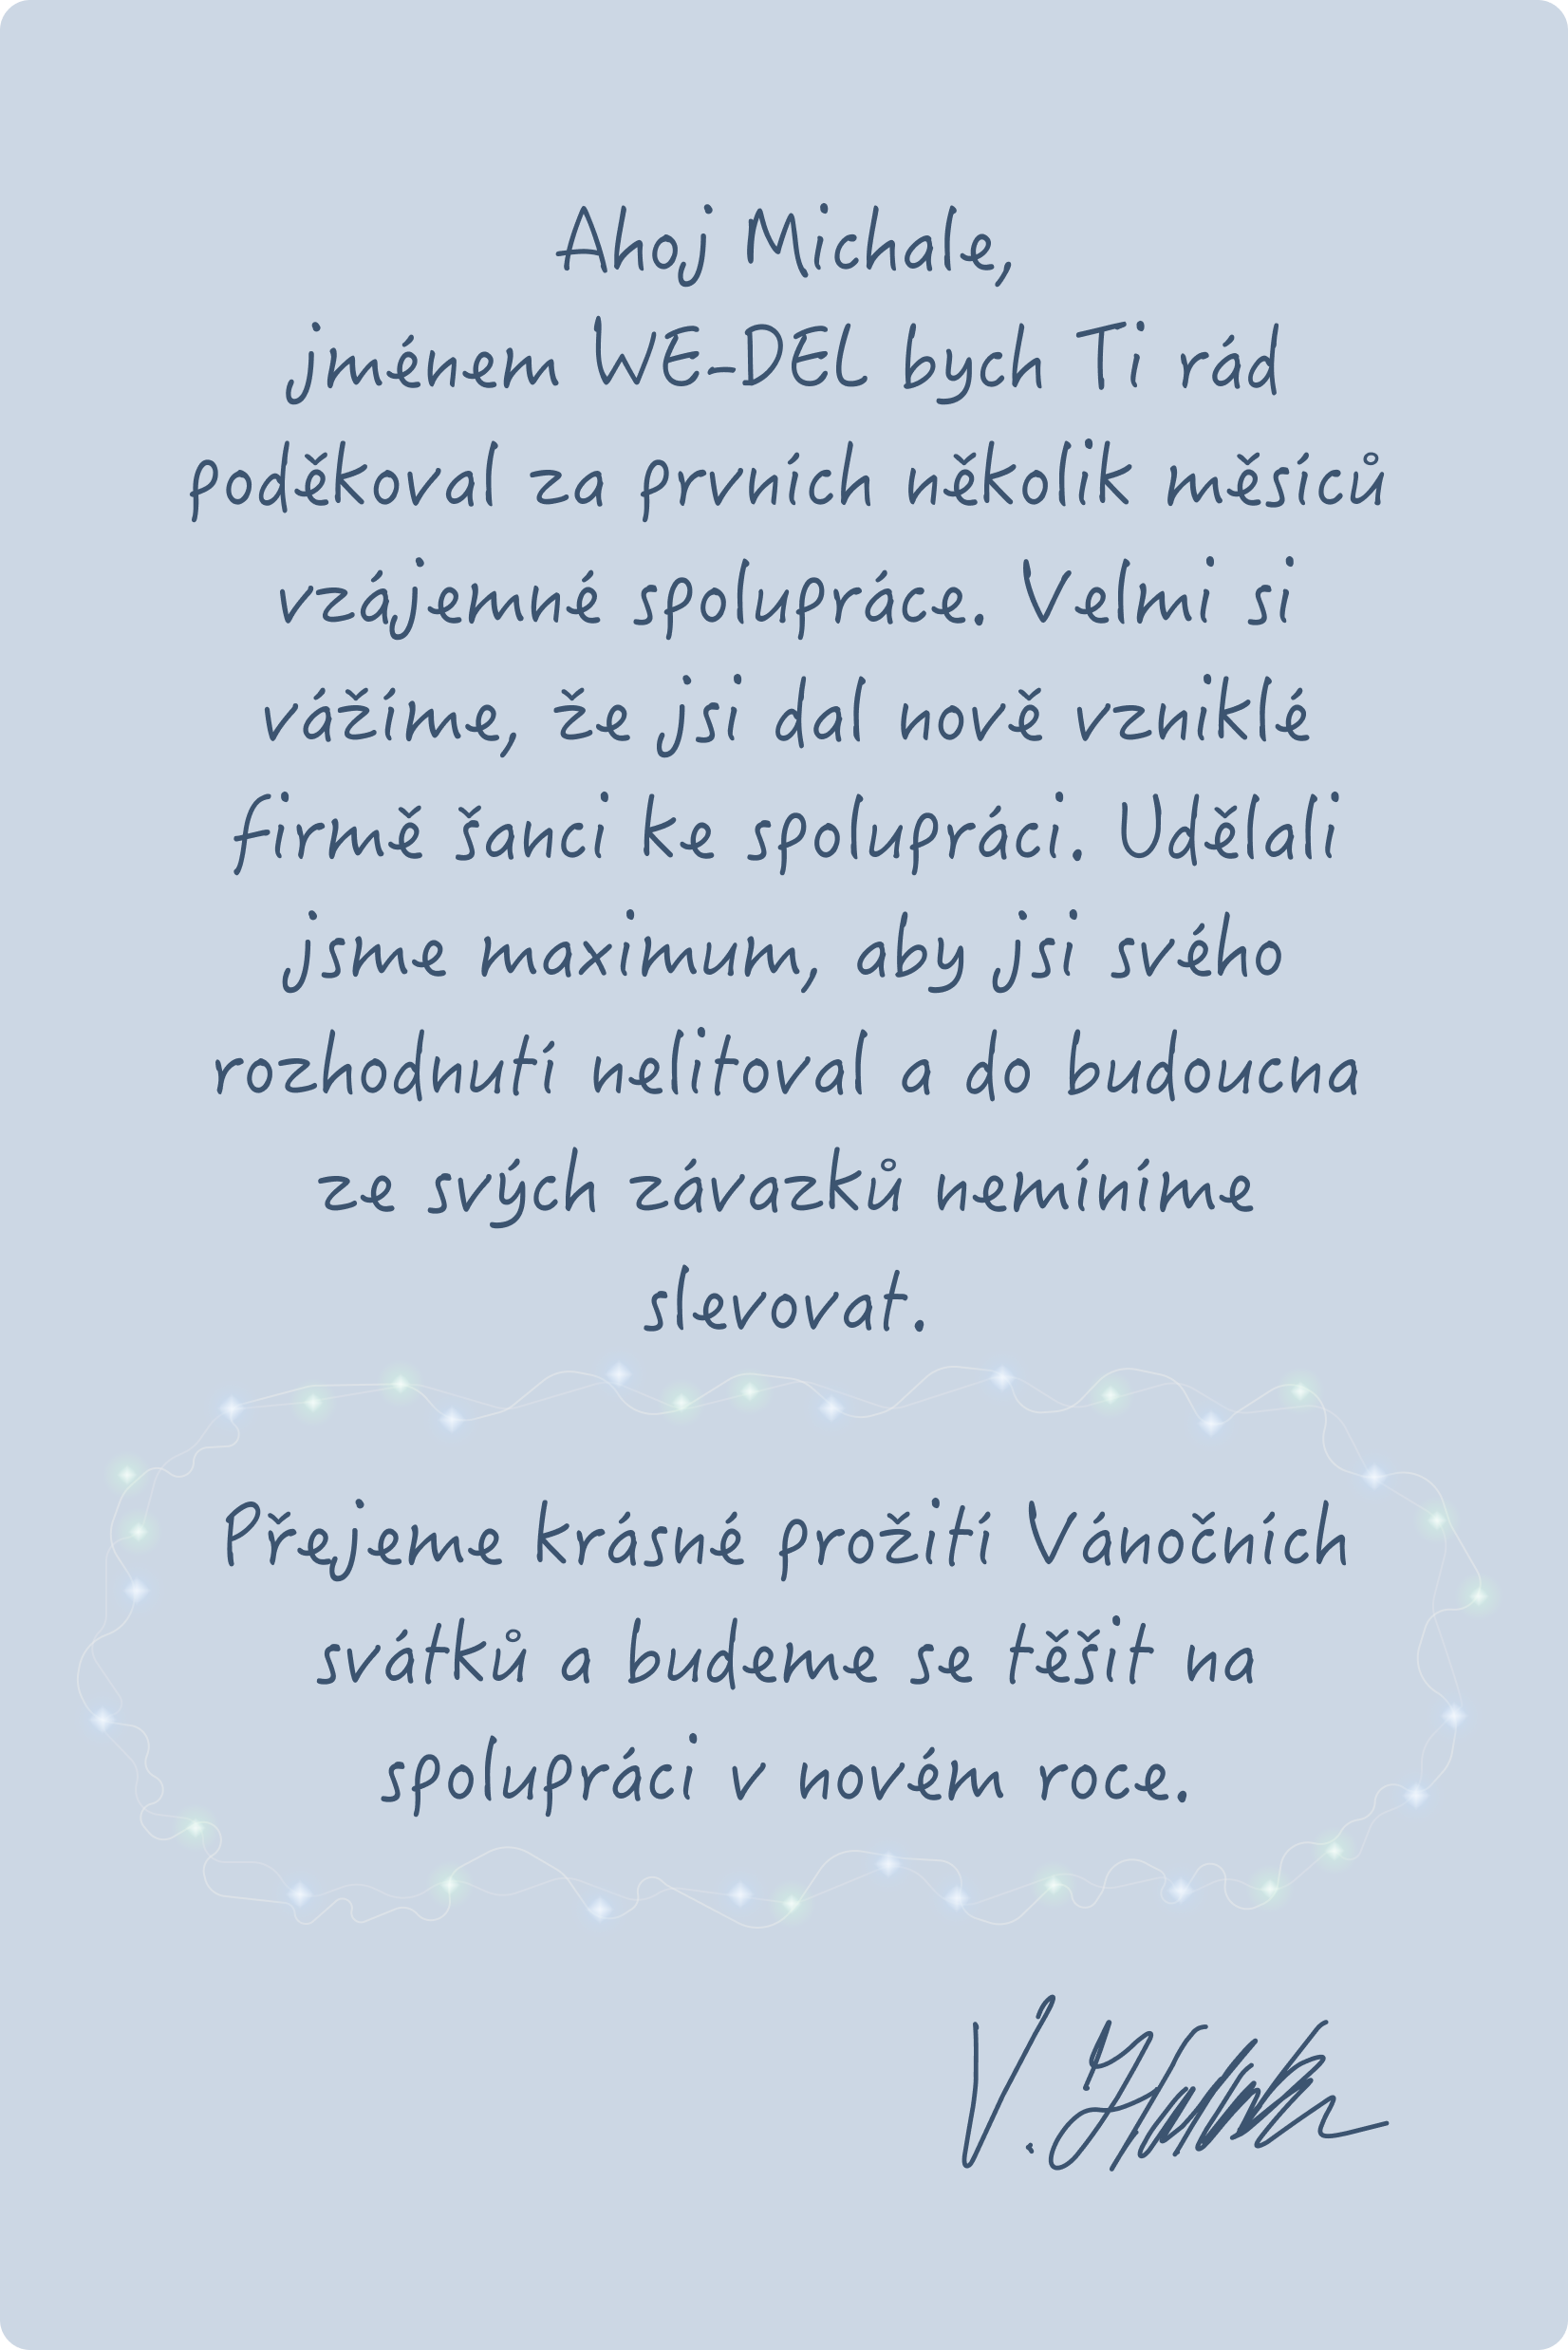 Ahoj Michale,
jménem WE-DEL bych Ti rád
poděkoval za prvních několik měsíců
vzájemné spolupráce. Velmi si
vážíme, že jsi dal nově vzniklé
firmě šanci ke spolupráci. Udělali
jsme maximum, aby jsi svého
rozhodnutí nelitoval a do budoucna
ze svých závazků nemíníme
slevovat.
Přejeme krásné prožití Vánočních
svátků a budeme se těšit na
spolupráci v novém roce.
V.